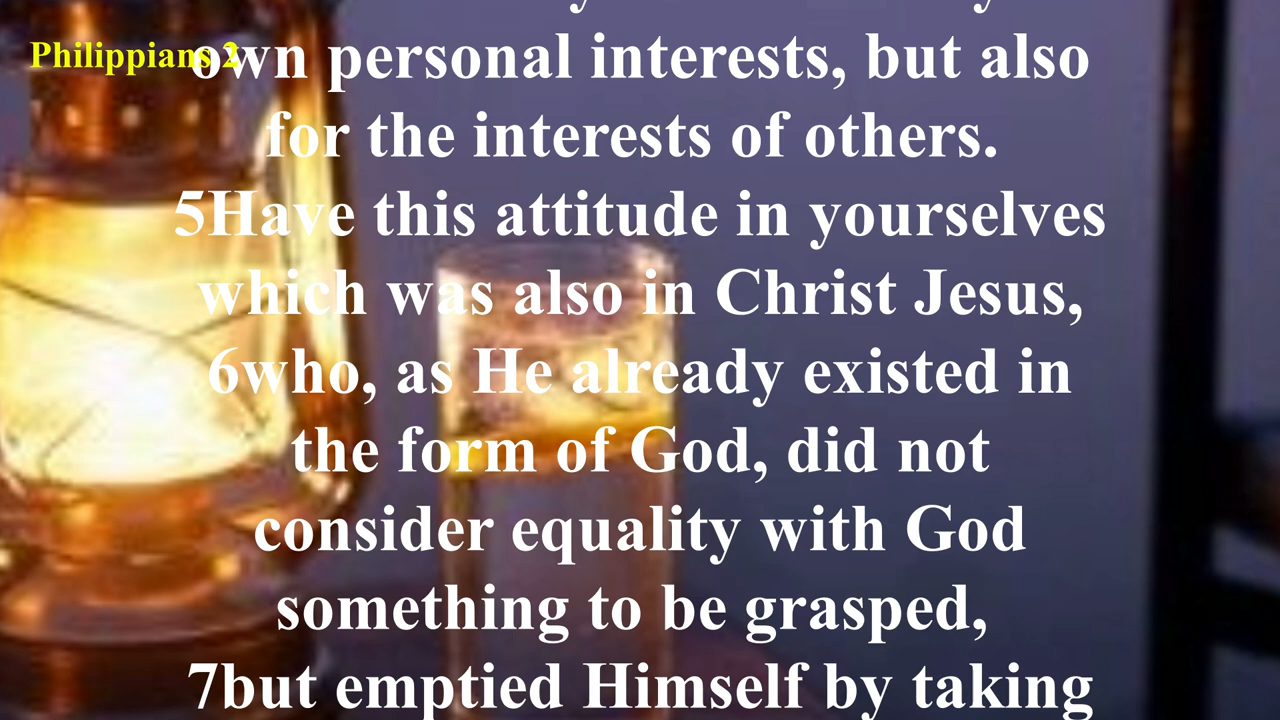 Philippians 2
own personal interests, but also
for the interests of others.
5Have this attitude in yourselves
which was also in Christ Jesus,
6who, as He already existed in
the form of God, did not
consider equality with God
something to be grasped,
7but emptied Himself by taking